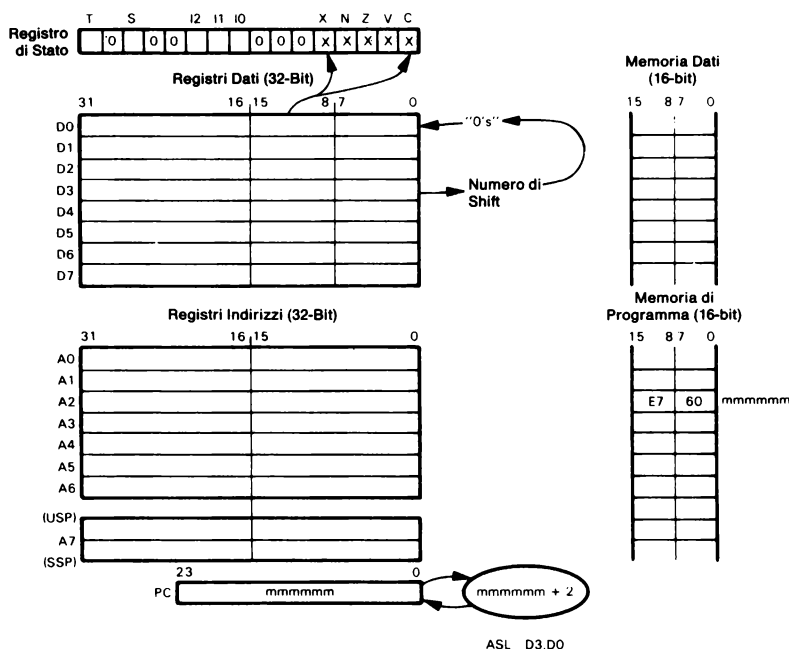 T S I2 I1 I0 X N Z V C
Registro di Stato
0 0 0 0 0 0 X X X X X
Registri Dati (32-Bit)
31 16 15 8 7 0
D0
D1
D2
D3
D4
D5
D6
D7
"0's"
Numero di
Shift
Memoria Dati
(16-bit)
15 8 7 0
Registri Indirizzi (32-Bit)
31 16 15 0
A0
A1
A2
A3
A4
A5
A6
(USP)
A7
(SSP)
Memoria di
Programma (16-bit)
15 8 7 0
E7 60 mmmmmm
23 0
PC mmmmmm
mmmmmm + 2
ASL D3,D0